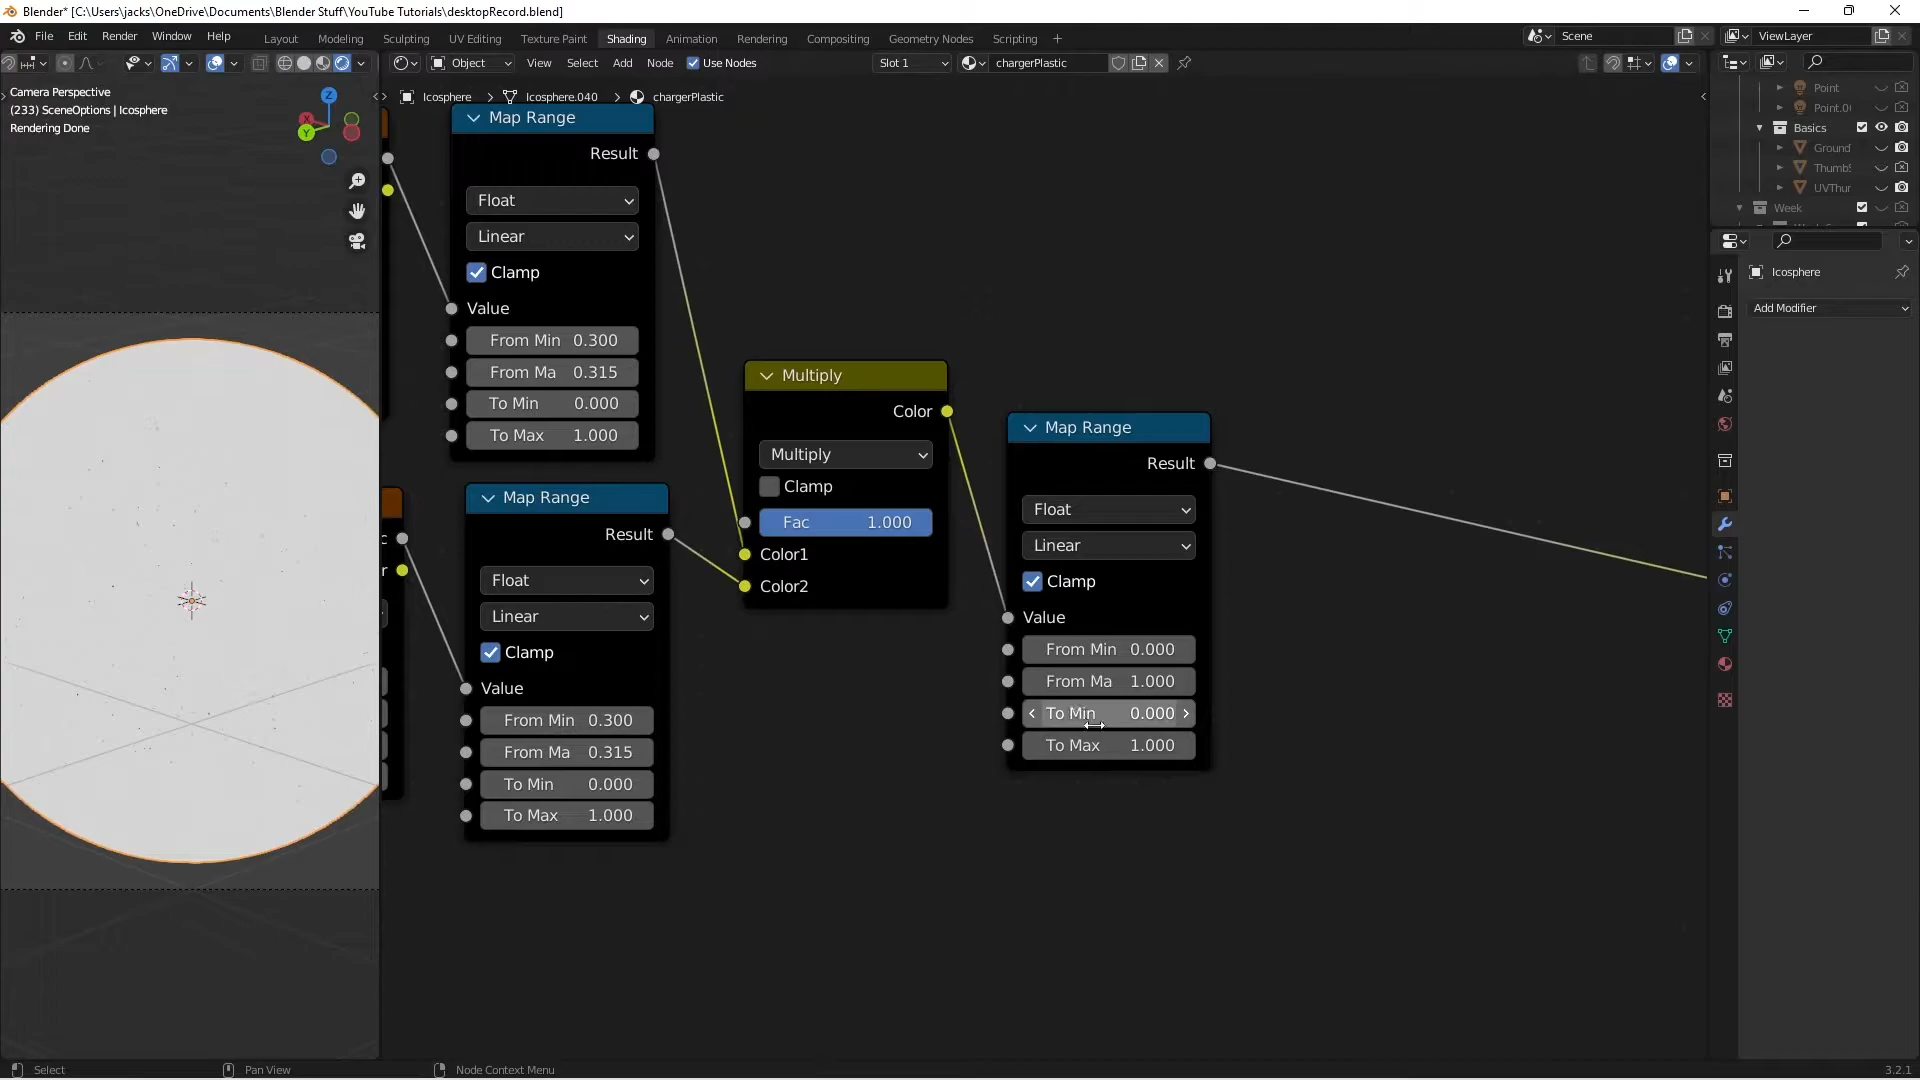 Blender* [C:\Users\jacks\OneDrive\Documents\Blender Stuff\YouTube Tutorials\desktopRecord.blend]
File Edit Render Window Help Layout Modeling Sculpting UV Editing Texture Paint Shading Animation Rendering Compositing Geometry Nodes Scripting + Scene ViewLayer
Object View Select Add Node Use Nodes Slot 1 chargerPlastic
Icosphere > Icosphere.040 > chargerPlastic
Camera Perspective
(233) SceneOptions | Icosphere
Rendering Done
Z
Y
Map Range
Result
Float
Linear
Clamp
Value
From Min 0.300
From Ma 0.315
To Min 0.000
To Max 1.000
Map Range
Result
Float
Linear
Clamp
Value
From Min 0.300
From Ma 0.315
To Min 0.000
To Max 1.000
Multiply
Color
Multiply
Clamp
Fac 1.000
Color1
Color2
Map Range
Result
Float
Linear
Clamp
Value
From Min 0.000
From Ma 1.000
To Min 0.000
To Max 1.000
Point
Point.0
Basics
Ground
Thumb
UVThur
Week
Icosphere
Add Modifier
Select Pan View Node Context Menu 3.2.1